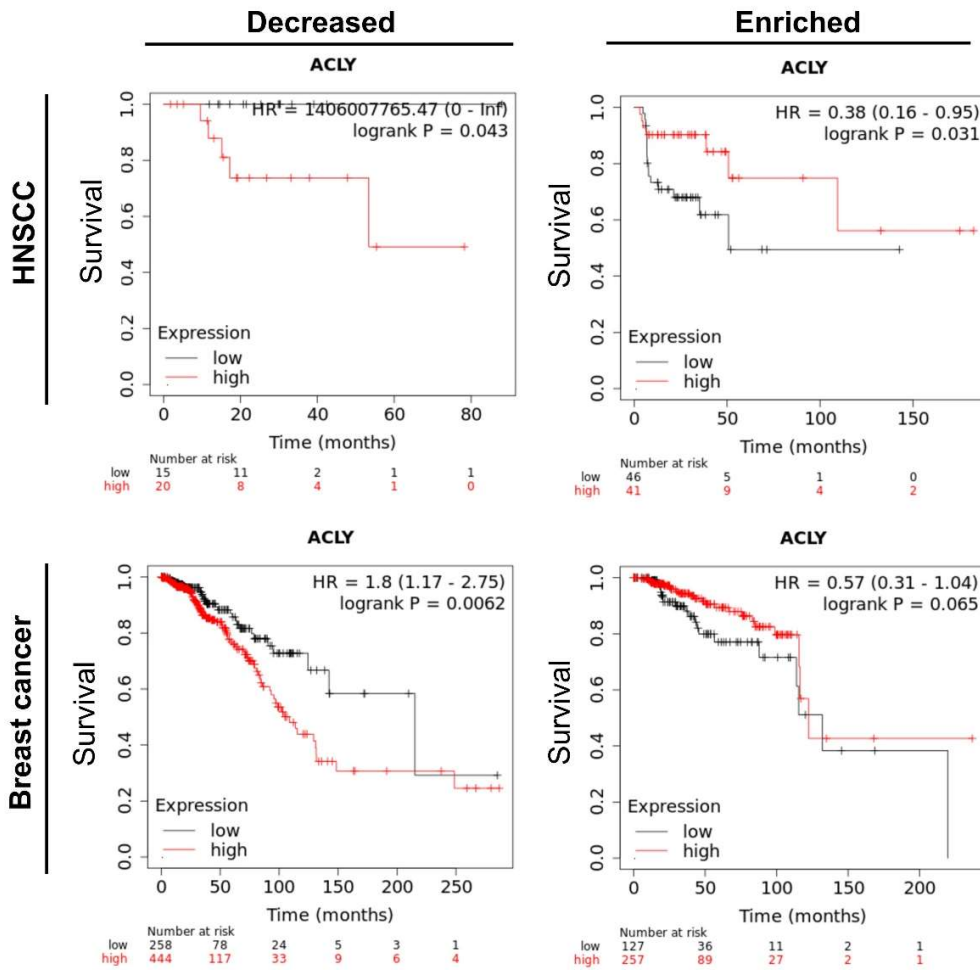 Decreased
Enriched
HNSCC
ACLY
HR = 1406007765.47 (0 - Inf)
logrank P = 0.043
Survival
0.0 0.2 0.4 0.6 0.8 1.0
Expression
low
high
0 20 40 60 80
Time (months)
Number at risk
low 15 11 2 1 1
high 20 8 4 1 0
ACLY
HR = 0.38 (0.16 - 0.95)
logrank P = 0.031
Survival
0.0 0.2 0.4 0.6 0.8 1.0
Expression
low
high
0 50 100 150
Time (months)
Number at risk
low 46 5 1 0
high 41 9 4 2
Breast cancer
ACLY
HR = 1.8 (1.17 - 2.75)
logrank P = 0.0062
Survival
0.0 0.2 0.4 0.6 0.8 1.0
Expression
low
high
0 50 100 150 200 250
Time (months)
Number at risk
low 258 78 24 5 3 1
high 444 117 33 9 6 4
ACLY
HR = 0.57 (0.31 - 1.04)
logrank P = 0.065
Survival
0.0 0.2 0.4 0.6 0.8 1.0
Expression
low
high
0 50 100 150 200
Time (months)
Number at risk
low 127 36 11 2 1
high 257 89 27 2 1